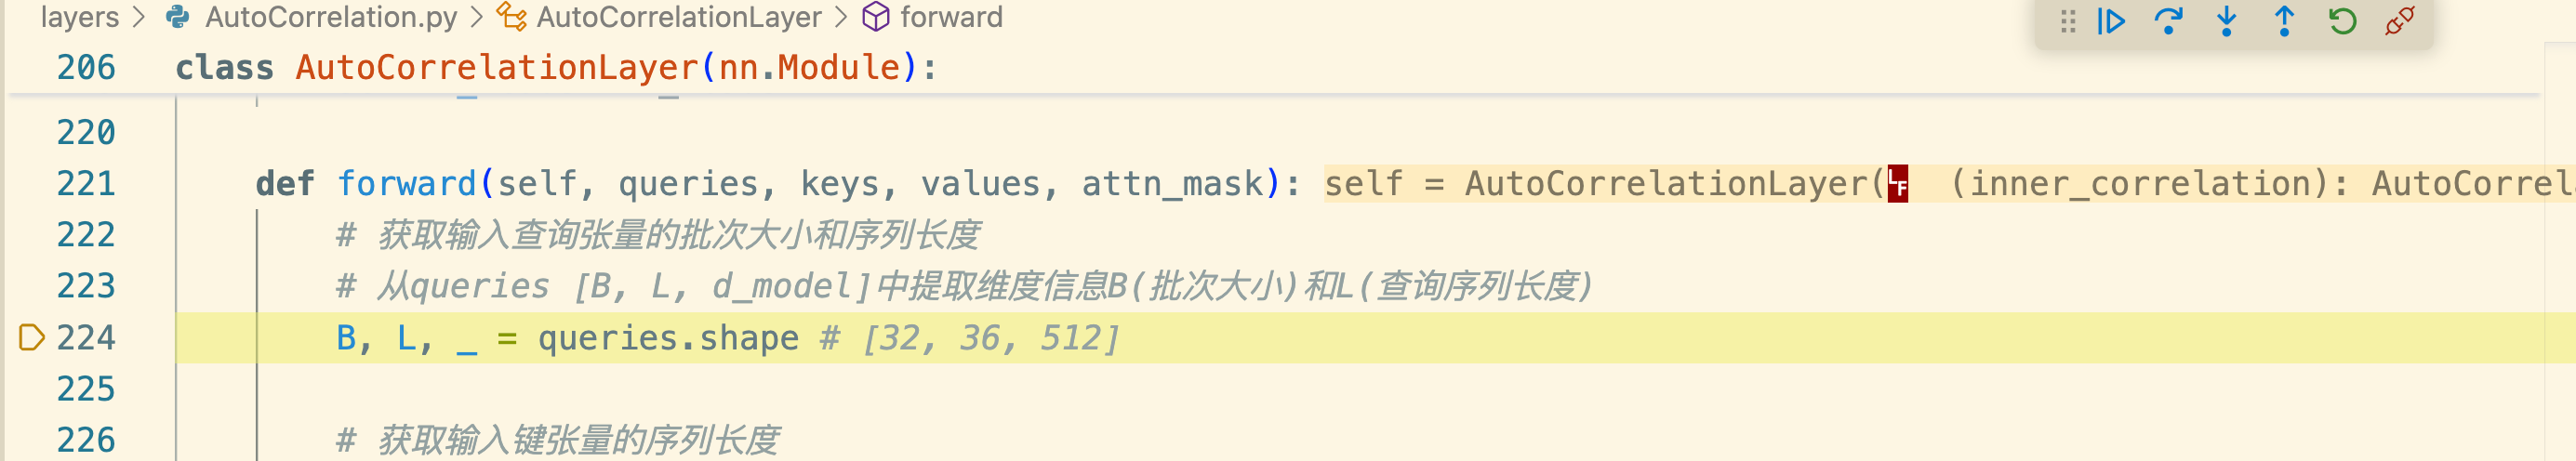 layers > AutoCorrelation.py > AutoCorrelationLayer > forward
206 class AutoCorrelationLayer(nn.Module):
220
221 def forward(self, queries, keys, values, attn_mask): self = AutoCorrelationLayer(LF (inner_correlation): AutoCorrel
222 # 获取输入查询张量的批次大小和序列长度
223 # 从queries [B, L, d_model]中提取维度信息B(批次大小)和L(查询序列长度)
224 B, L, _ = queries.shape # [32, 36, 512]
225
226 # 获取输入键张量的序列长度